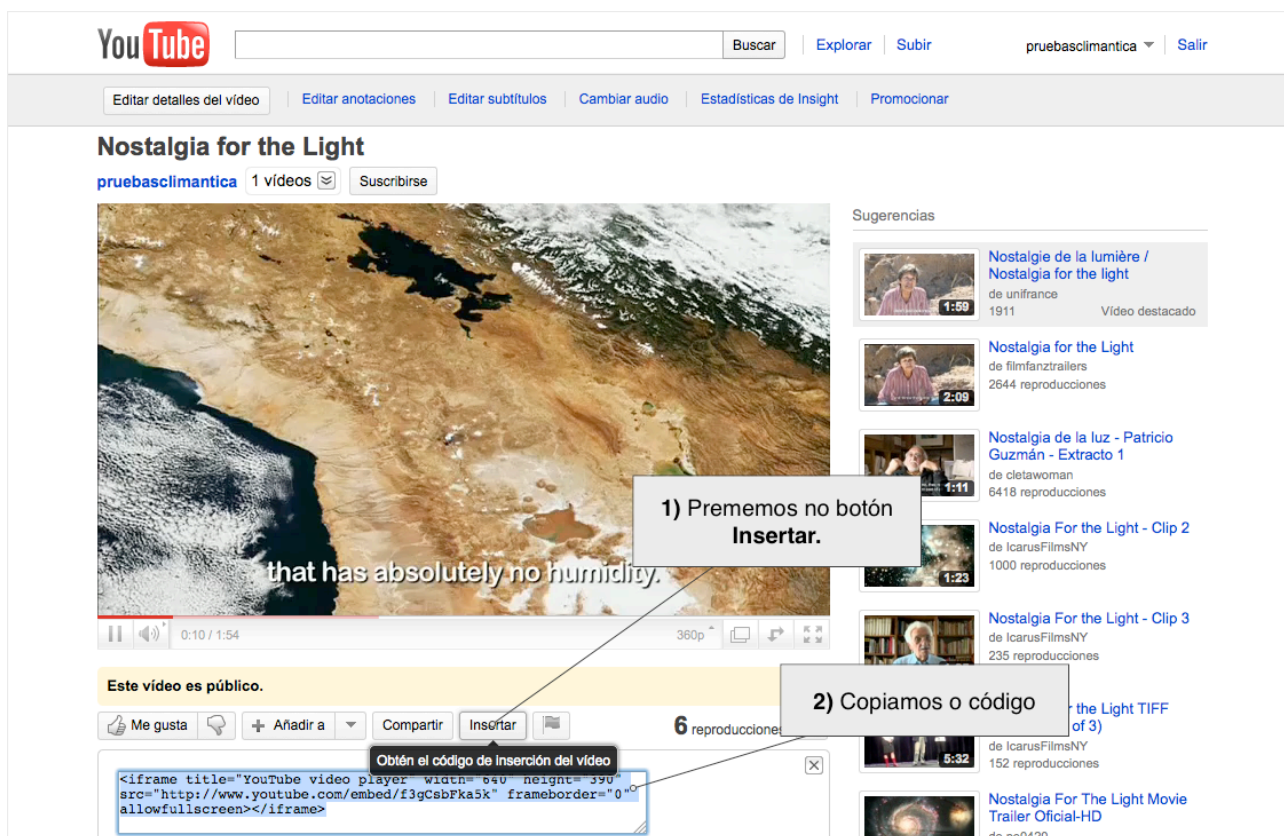 You Tube
Buscar
Explorar
Subir
pruebasclimantica
Salir
Editar detalles del vídeo
Editar anotaciones
Editar subtítulos
Cambiar audio
Estadísticas de Insight
Promocionar
Nostalgia for the Light
pruebasclimantica
1 vídeos
Suscribirse
that has absolutely no humidity.
0:10 / 1:54
360p
1) Prememos no botón
Insertar.
Este vídeo es público.
Me gusta
Añadir a
Compartir
Insertar
6 reproducciones
2) Copiamos o código
Obtén el código de inserción del vídeo
<iframe title="YouTube video player" width="640" height="390"
src="http://www.youtube.com/embed/f3gCsbFka5k" frameborder="0"
allowfullscreen></iframe>
Sugerencias
Nostalgie de la lumière /
Nostalgia for the light
de unifrance
1911
Vídeo destacado
1:59
Nostalgia for the Light
de filmfanztrailers
2644 reproducciones
2:09
Nostalgia de la luz - Patricio
Guzmán - Extracto 1
de cletawoman
6418 reproducciones
1:11
Nostalgia For the Light - Clip 2
de IcarusFilmsNY
1000 reproducciones
1:23
Nostalgia For the Light - Clip 3
de IcarusFilmsNY
235 reproducciones
the Light TIFF
of 3)
de IcarusFilmsNY
152 reproducciones
5:32
Nostalgia For The Light Movie
Trailer Oficial-HD